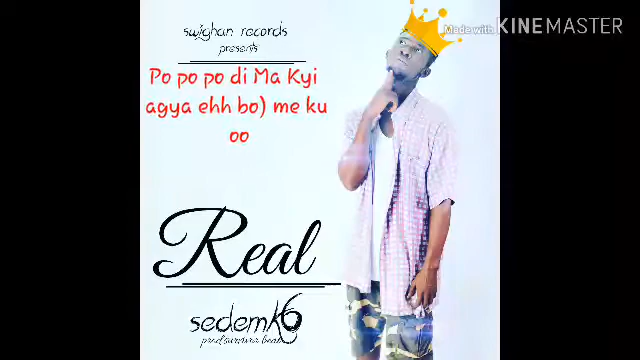 swighan records
presents
Made with KINEMASTER
Po po po di Ma Kyi
agya ehh bo) me ku
oo
Real
sedemk6